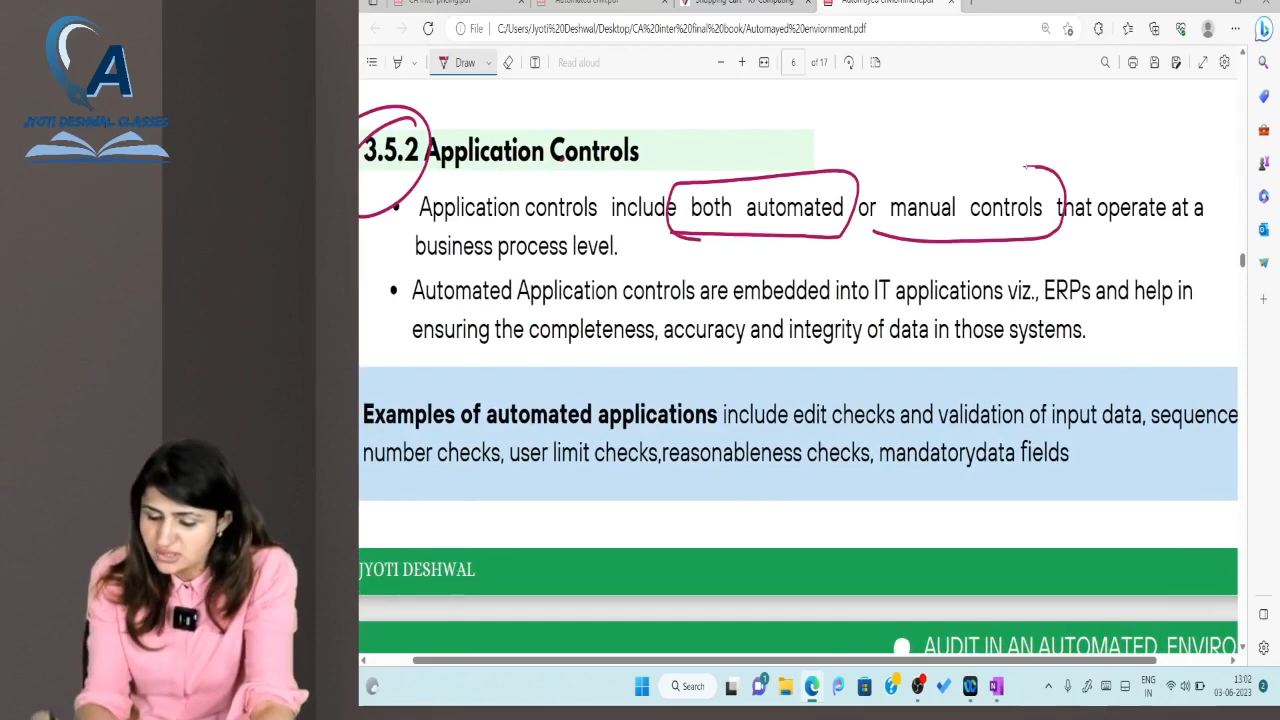 A
JYOTI DESHWAL CLASSES
File
C:/Users/Jyoti Deshwal/Desktop/CA%20inter%20final%20book/Automayed%20enviornment.pdf
Draw
Read aloud
6
of 17
3.5.2 Application Controls
• Application controls include both automated or manual controls that operate at a
business process level.
• Automated Application controls are embedded into IT applications viz., ERPs and help in
ensuring the completeness, accuracy and integrity of data in those systems.
Examples of automated applications include edit checks and validation of input data, sequence
number checks, user limit checks,reasonableness checks, mandatorydata fields
JYOTI DESHWAL
AUDIT IN AN AUTOMATED ENVIRO
Search
ENG
IN
13:02
03-06-2023